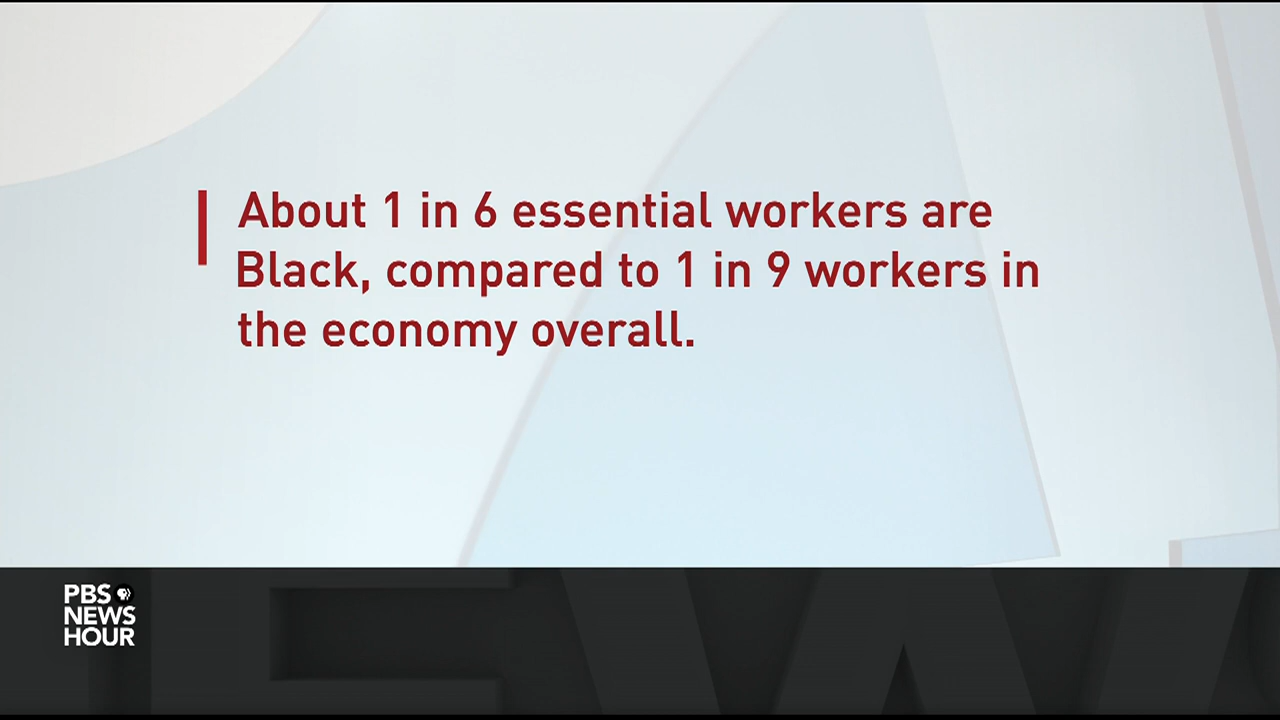 About 1 in 6 essential workers are
Black, compared to 1 in 9 workers in
the economy overall.
PBS
NEWS
HOUR